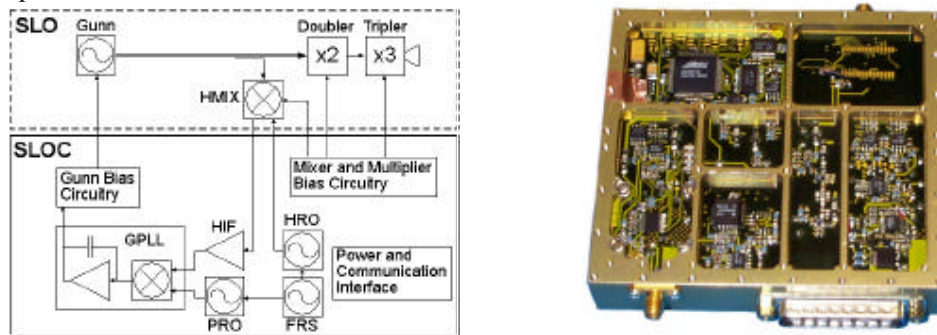 SLO
Gunn
Doubler
Tripler
x2
x3
HMIX
SLOC
Gunn Bias
Circuitry
Mixer and Multiplier
Bias Circuitry
HIF
HRO
GPLL
Power and
Communication
Interface
PRO
FRS